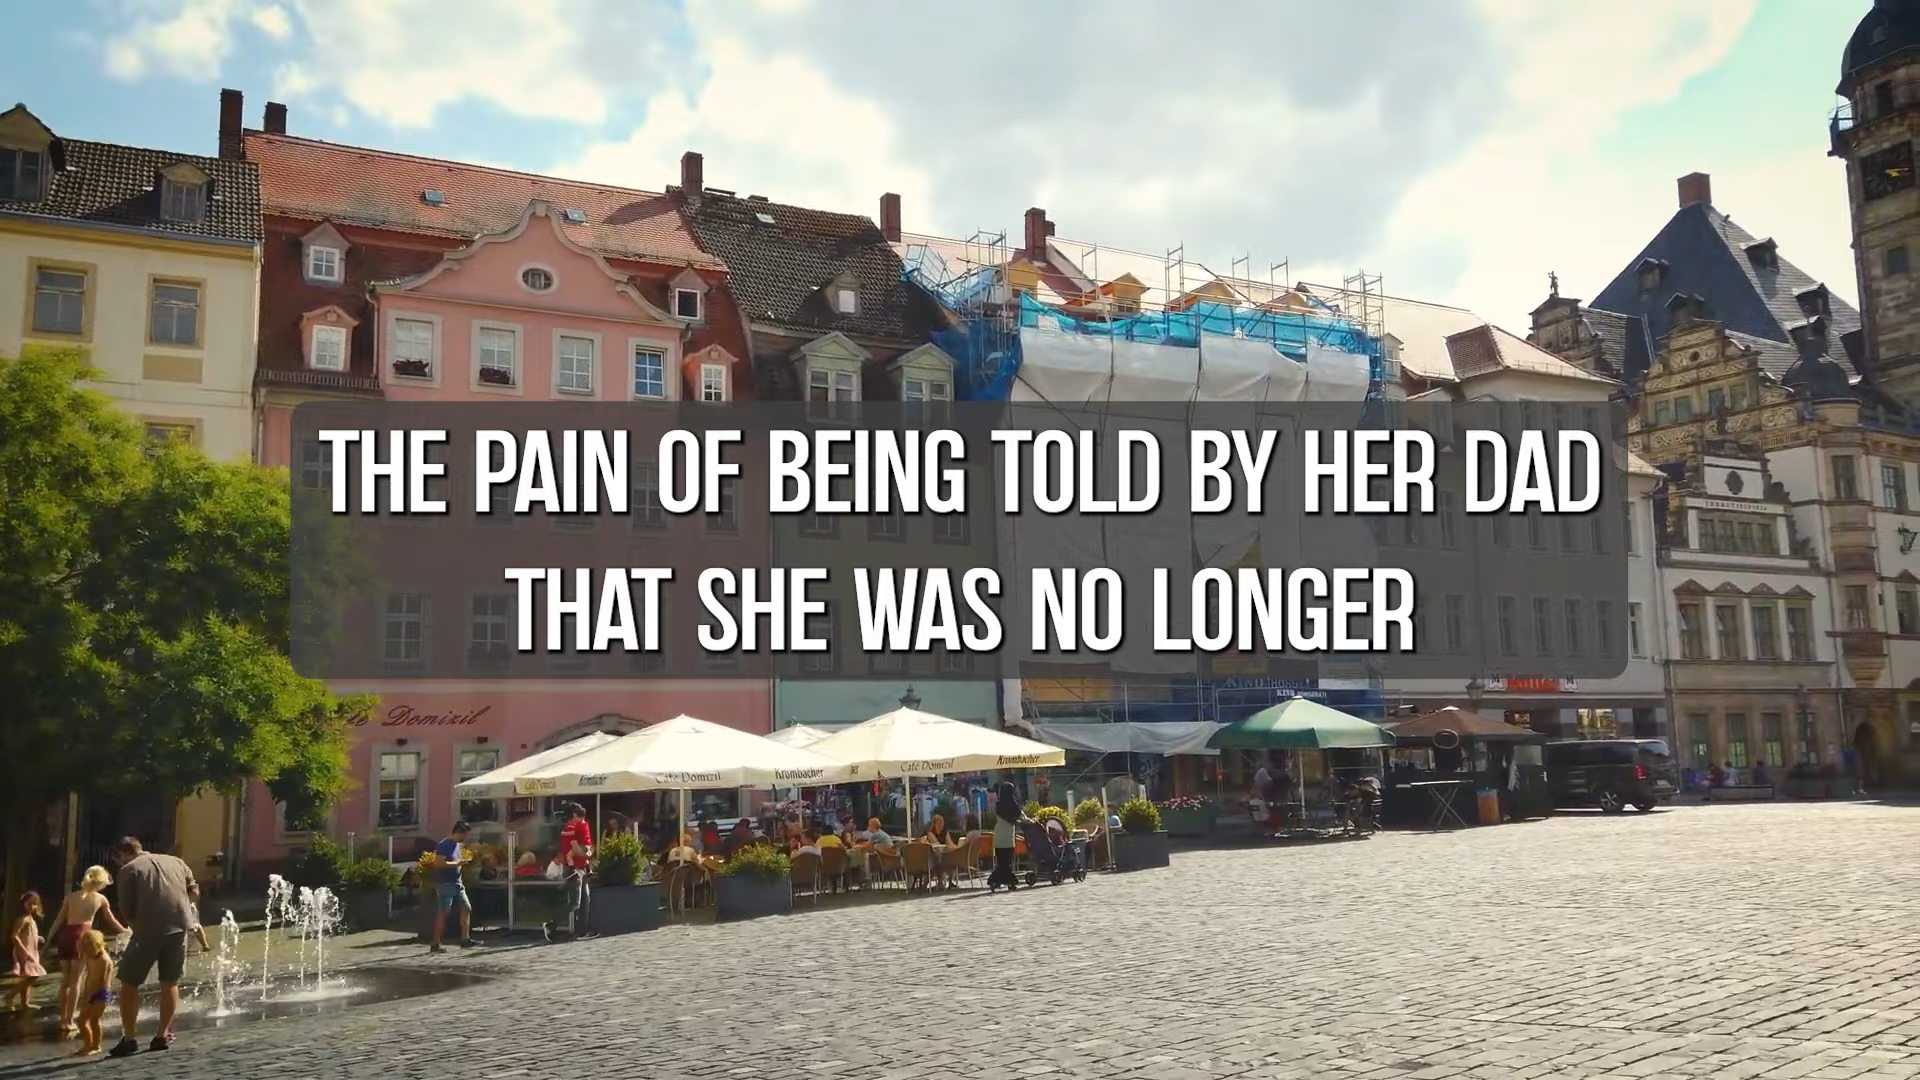 THE PAIN OF BEING TOLD BY HER DAD
THAT SHE WAS NO LONGER
Domizil
Café Domizil
Krombacher
Café Domizil
Krombacher